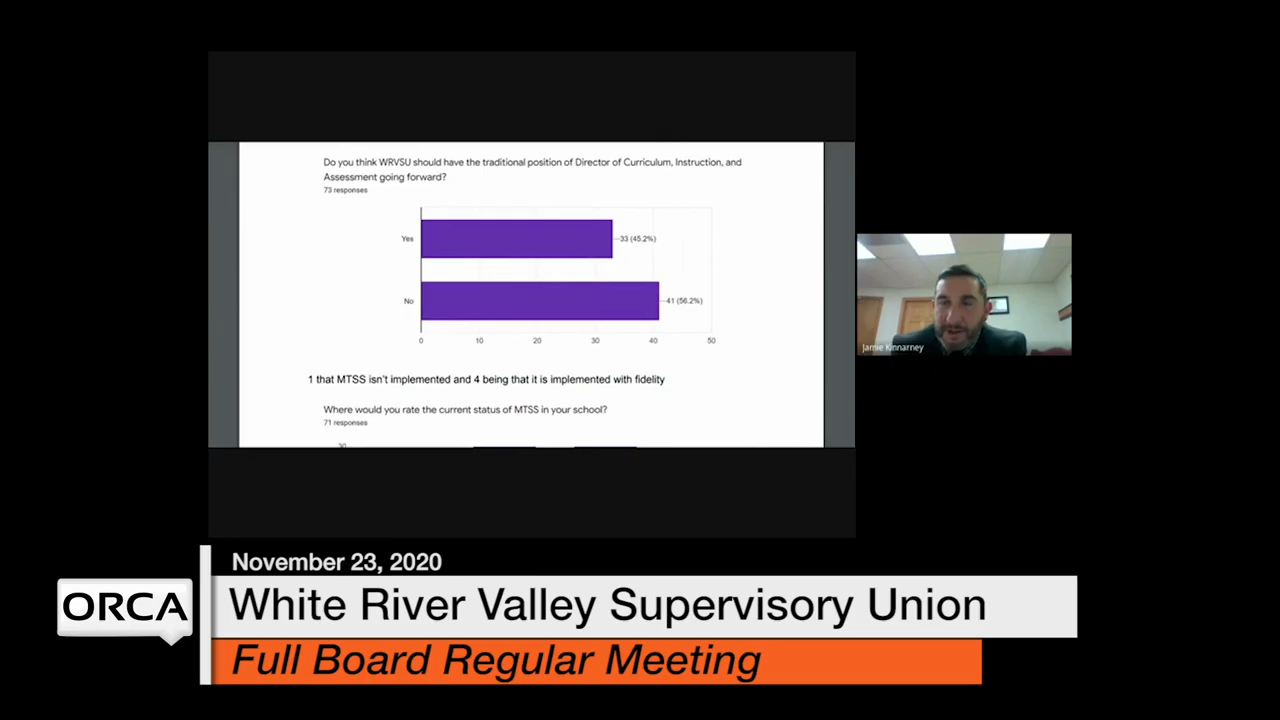 Do you think WRVSU should have the traditional position of Director of Curriculum, Instruction, and
Assessment going forward?
73 responses
Yes
33 (45.2%)
No
41 (56.2%)
0 10 20 30 40 50
1 that MTSS isn't implemented and 4 being that it is implemented with fidelity
Where would you rate the current status of MTSS in your school?
71 responses
30
Jamie Kinnarney
November 23, 2020
ORCA
White River Valley Supervisory Union
Full Board Regular Meeting